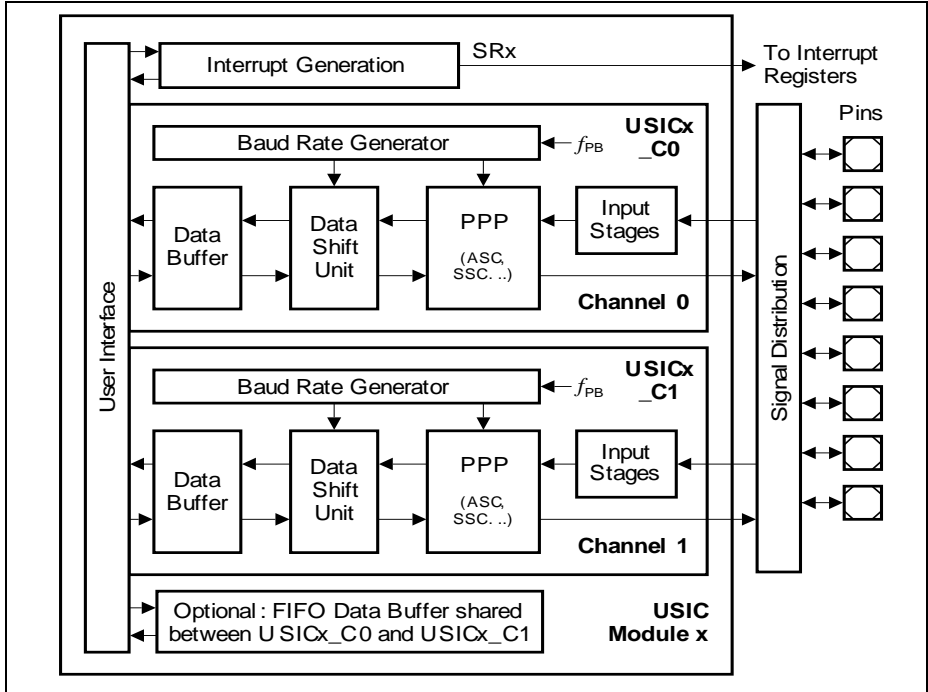 Interrupt Generation
SRx
To Interrupt
Registers
Pins
User Interface
Baud Rate Generator
fPB
USICx
_C0
Data
Buffer
Data
Shift
Unit
PPP
(ASC,
SSC. ..)
Input
Stages
Channel 0
Signal Distribution
Baud Rate Generator
fPB
USICx
_C1
Data
Buffer
Data
Shift
Unit
PPP
(ASC,
SSC. ..)
Input
Stages
Channel 1
Optional : FIFO Data Buffer shared
between USICx_C0 and USICx_C1
USIC
Module x